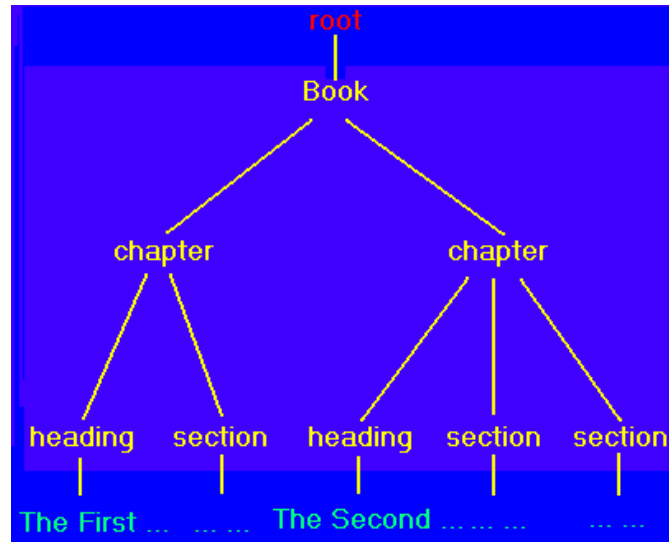 root
Book
chapter chapter
heading section heading section section
The First ... ... ... The Second ... ... ... ... ...